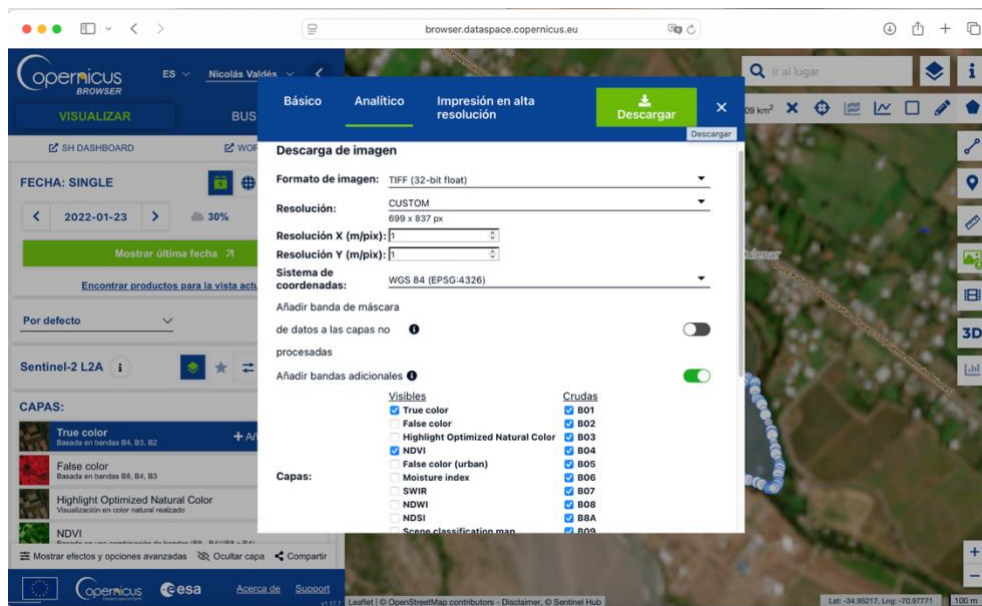 browser.dataspace.copernicus.eu
opernicus
BROWSER
ES
Nicolás Valdés
VISUALIZAR
BUS
SH DASHBOARD
WOR
FECHA: SINGLE
2022-01-23
30%
Mostrar última fecha
Encontrar productos para la vista actu
Por defecto
Sentinel-2 L2A
CAPAS:
True color
Basada en bandas B4, B3, B2
+ Añ
False color
Basada en bandas B8, B4, B3
Highlight Optimized Natural Color
Visualización en color natural realzado
NDVI
Mostrar efectos y opciones avanzadas
Ocultar capa
Compartir
opernicus
esa
Acerca de
Support
Básico
Analítico
Impresión en alta
resolución
Descargar
Descargar
Descarga de imagen
Formato de imagen: TIFF (32-bit float)
Resolución: CUSTOM
699 x 837 px
Resolución X (m/pix): 1
Resolución Y (m/pix): 1
Sistema de
coordenadas: WGS 84 (EPSG:4326)
Añadir banda de máscara
de datos a las capas no
procesadas
Añadir bandas adicionales
Capas:
Visibles
True color
False color
Highlight Optimized Natural Color
NDVI
False color (urban)
Moisture index
SWIR
NDWI
NDSI
Scene classification map
Crudas
B01
B02
B03
B04
B05
B06
B07
B08
B8A
B09
Ir al lugar
09 km²
3D
Leaflet | © OpenStreetMap contributors - Disclaimer, © Sentinel Hub
Lat: -34.95217, Lng: -70.97771
100 m